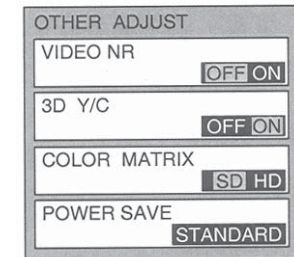 OTHER ADJUST
VIDEO NR
OFF ON
3D Y/C
OFF ON
COLOR MATRIX
SD HD
POWER SAVE
STANDARD